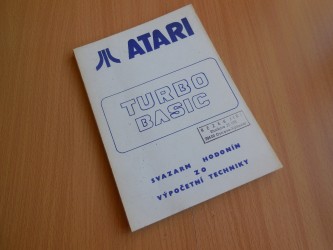 ATARI
TURBO
BASIC
SVAZARM HODONÍN
ZO
VÝPOČETNÍ TECHNIKY